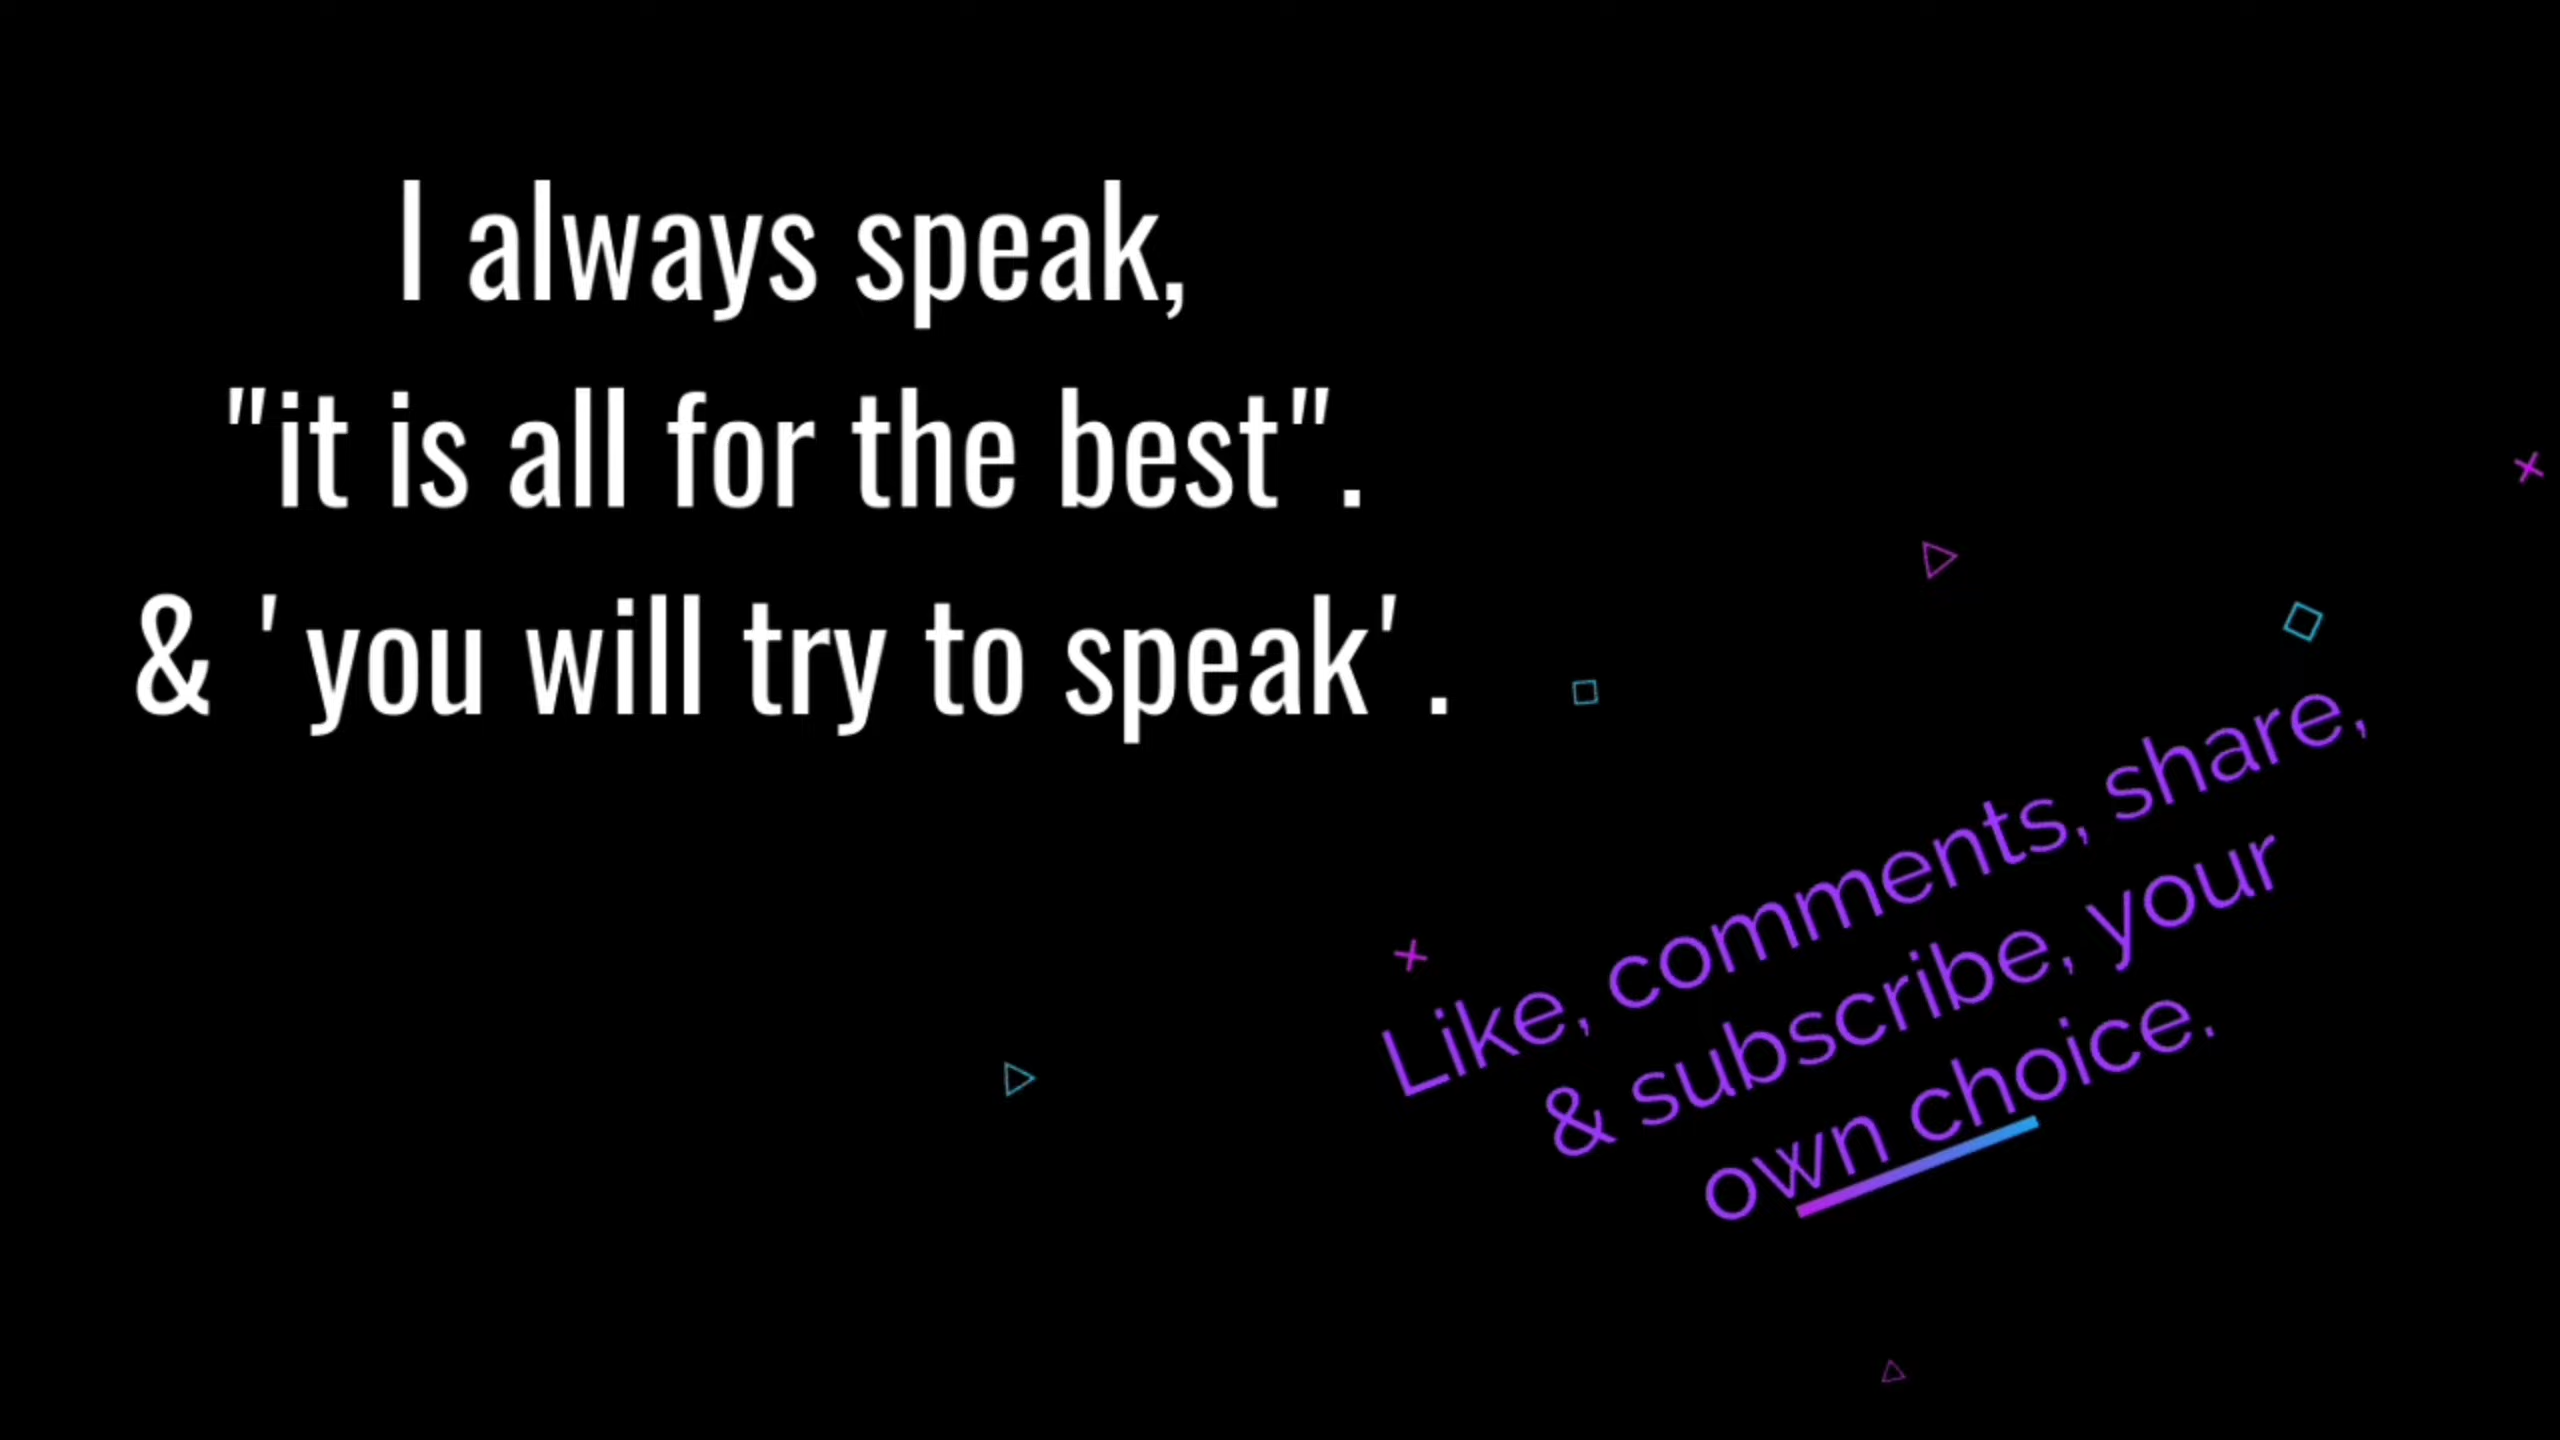 I always speak,
"it is all for the best".
& ' you will try to speak' .
Like, comments, share,
& subscribe, your
own choice.